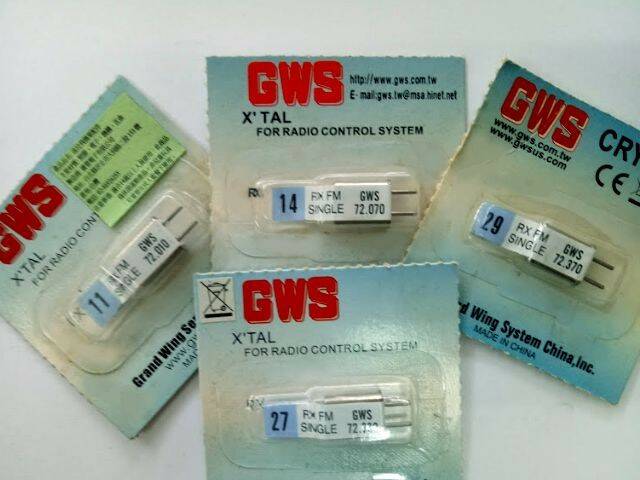 GWS
X'TAL
FOR RADIO CONT
11
RX FM GWS
SINGLE 72.010
Grand Wing
GWS
http://www.gws.com.tw
E-mail:gws.tw@msa.hinet.net
X'TAL
FOR RADIO CONTROL SYSTEM
RX
14
RX FM GWS
SINGLE 72.070
GWS
www.gws.com.tw
www.gwsus.com
CRY
CE
29
RX FM GWS
SINGLE 72.370
d Wing System China,Inc.
MADE IN CHINA
GWS
X'TAL
FOR RADIO CONTROL SYSTEM
RX
27
RX FM GWS
SINGLE